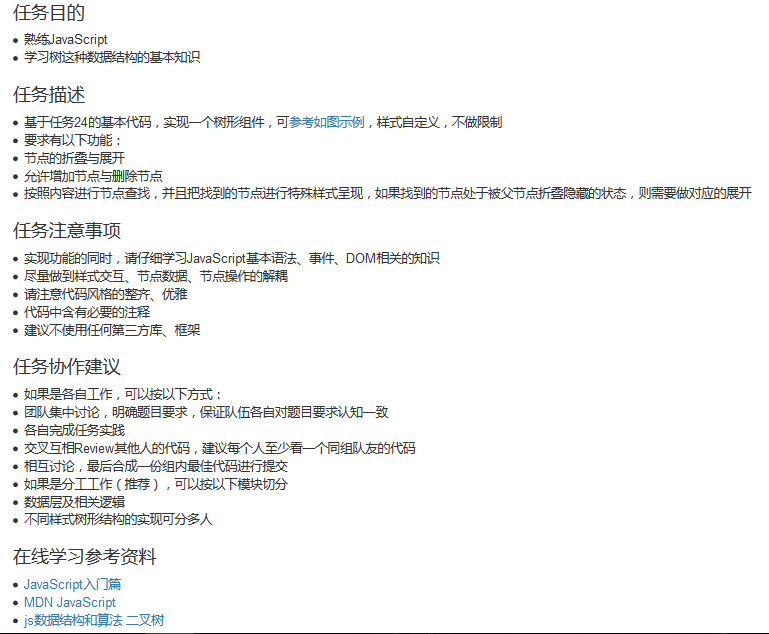 任务目的
熟练JavaScript
学习树这种数据结构的基本知识
任务描述
基于任务24的基本代码，实现一个树形组件，可参考如图示例，样式自定义，不做限制
要求有以下功能：
节点的折叠与展开
允许增加节点与删除节点
按照内容进行节点查找，并且把找到的节点进行特殊样式呈现，如果找到的节点处于被父节点折叠隐藏的状态，则需要做对应的展开
任务注意事项
实现功能的同时，请仔细学习JavaScript基本语法、事件、DOM相关的知识
尽量做到样式交互、节点数据、节点操作的解耦
请注意代码风格的整齐、优雅
代码中含有必要的注释
建议不使用任何第三方库、框架
任务协作建议
如果是各自工作，可以按以下方式：
团队集中讨论，明确题目要求，保证队伍各自对题目要求认知一致
各自完成任务实践
交叉互相Review其他人的代码，建议每个人至少看一个同组队友的代码
相互讨论，最后合成一份组内最佳代码进行提交
如果是分工工作（推荐），可以按以下模块切分
数据层及相关逻辑
不同样式树形结构的实现可分多人
在线学习参考资料
JavaScript入门篇
MDN JavaScript
js数据结构和算法 二叉树